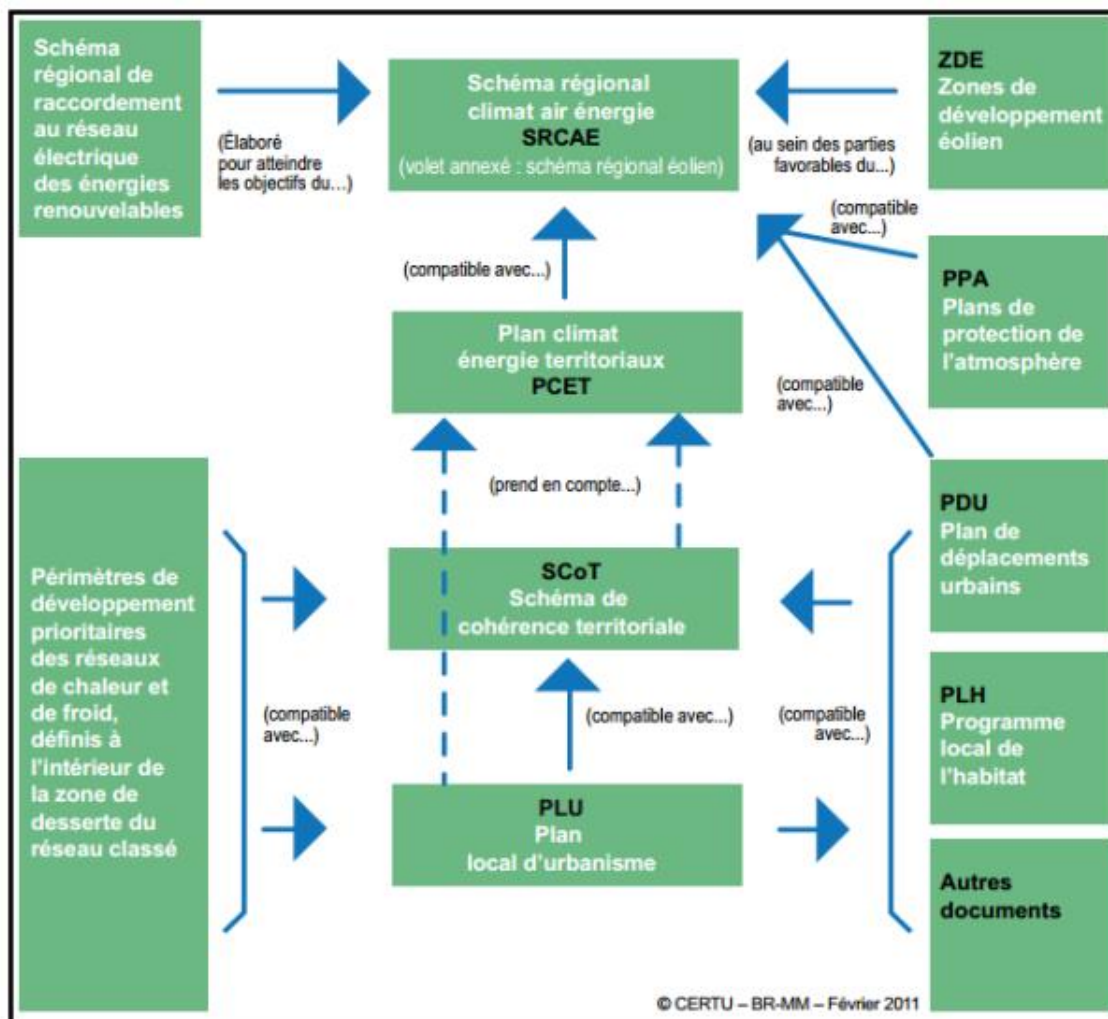 Schéma
régional de
raccordement
au réseau
électrique
des énergies
renouvelables
(Élaboré
pour atteindre
les objectifs du...)
Schéma régional
climat air énergie
SRCAE
(volet annexé : schéma régional éolien)
(au sein des parties
favorables du...)
ZDE
Zones de
développement
éolien
(compatible
avec...)
PPA
Plans de
protection de
l'atmosphère
(compatible avec...)
Plan climat
énergie territoriaux
PCET
(compatible
avec...)
(prend en compte...)
Périmètres de
développement
prioritaires
des réseaux
de chaleur et
de froid,
définis à
l'intérieur de
la zone de
desserte du
réseau classé
(compatible
avec...)
SCoT
Schéma de
cohérence territoriale
(compatible avec...)
(compatible
avec...)
PLU
Plan
local d'urbanisme
PDU
Plan de
déplacements
urbains
PLH
Programme
local de
l'habitat
Autres
documents
© CERTU – BR-MM – Février 2011